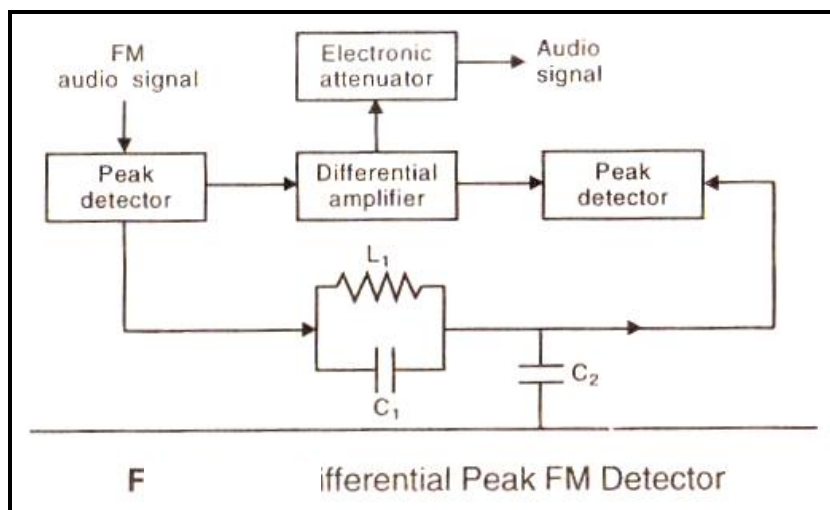 FM
audio signal
Electronic
attenuator
Audio
signal
Peak
detector
Differential
amplifier
Peak
detector
L₁
C₁
C₂
F ifferential Peak FM Detector